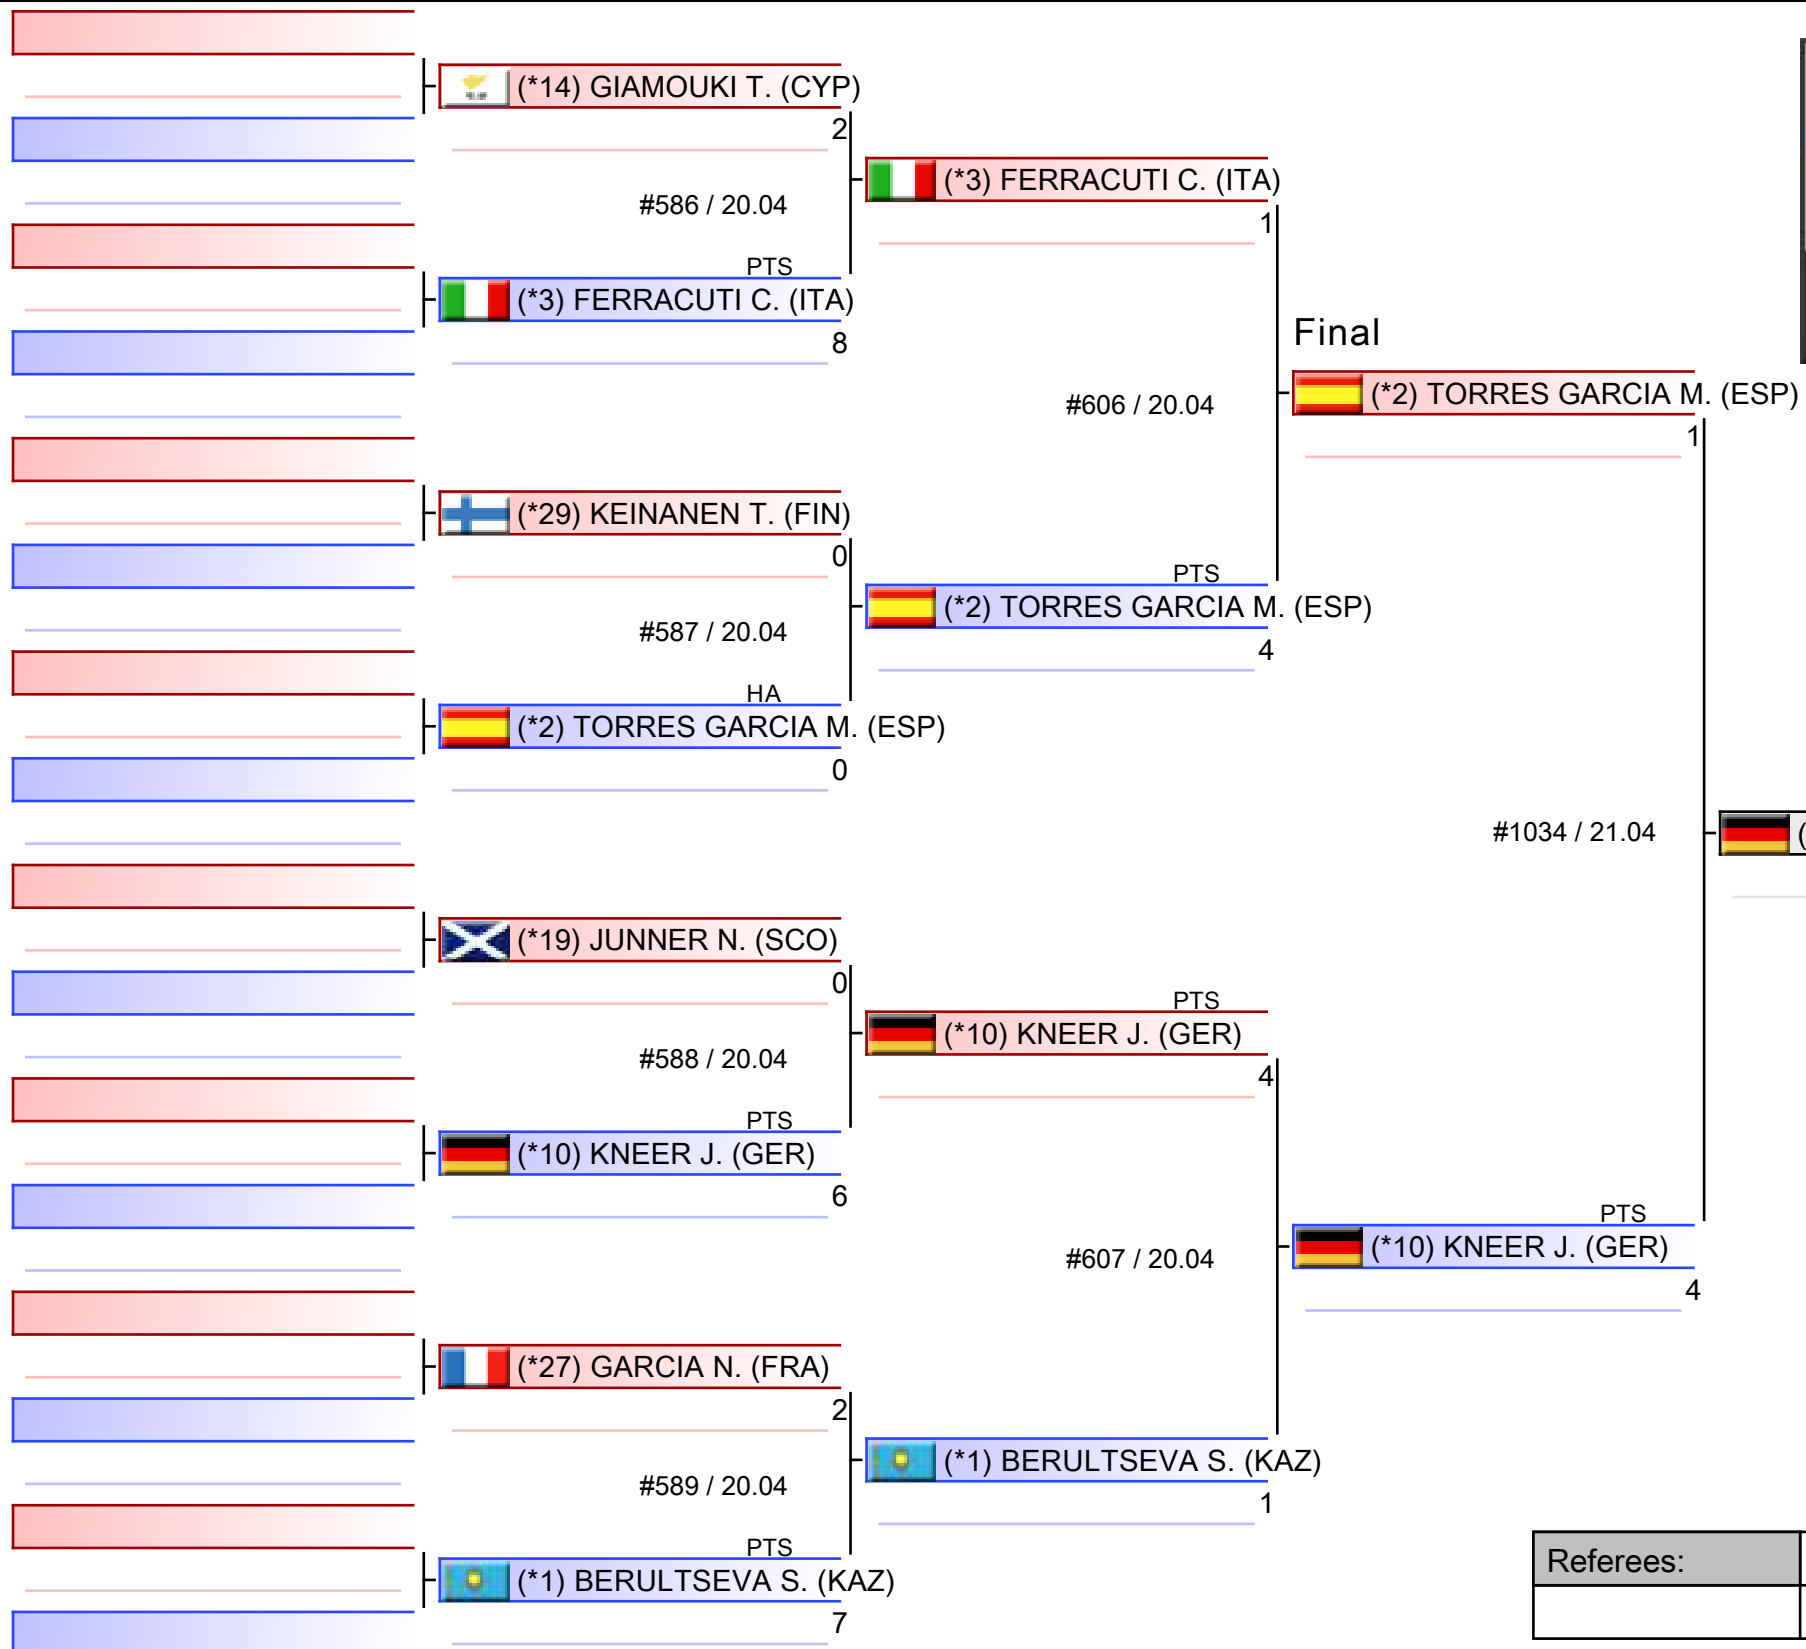 (*14) GIAMOUKI T. (CYP)
2
(*3) FERRACUTI C. (ITA)
#586 / 20.04
1
PTS
(*3) FERRACUTI C. (ITA)
8
Final
(*2) TORRES GARCIA M. (ESP)
#606 / 20.04
1
(*29) KEINANEN T. (FIN)
0
PTS
(*2) TORRES GARCIA M. (ESP)
#587 / 20.04
4
HA
(*2) TORRES GARCIA M. (ESP)
0
#1034 / 21.04
(
(*19) JUNNER N. (SCO)
0
PTS
(*10) KNEER J. (GER)
#588 / 20.04
4
PTS
(*10) KNEER J. (GER)
6
PTS
(*10) KNEER J. (GER)
#607 / 20.04
4
(*27) GARCIA N. (FRA)
2
(*1) BERULTSEVA S. (KAZ)
#589 / 20.04
1
PTS
(*1) BERULTSEVA S. (KAZ)
7
Referees: